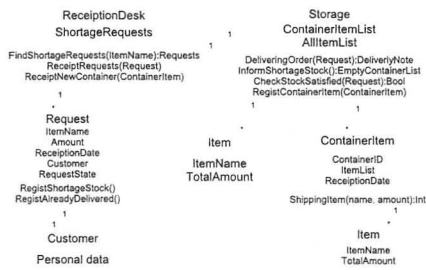 ReceiptionDesk
ShortageRequests
FindShortageRequests(ItemName):Requests
ReceiptRequests(Request)
ReceiptNewContainer(ContainerItem)
1
1
Storage
ContainerItemList
AllItemList
DeliveringOrder(Request):DeliverlyNote
InformShortageStock():EmptyContainerList
CheckStockSatisfied(Request):Bool
RegistContainerItem(ContainerItem)
1
*
Request
ItemName
Amount
ReceiptionDate
Customer
RequestState
RegistShortageStock()
RegistAlreadyDelivered()
1
1
Customer
Personal data
1
*
Item
ItemName
TotalAmount
1
*
ContainerItem
ContainerID
ItemList
ReceiptionDate
ShippingItem(name, amount):Int
1
*
Item
ItemName
TotalAmount